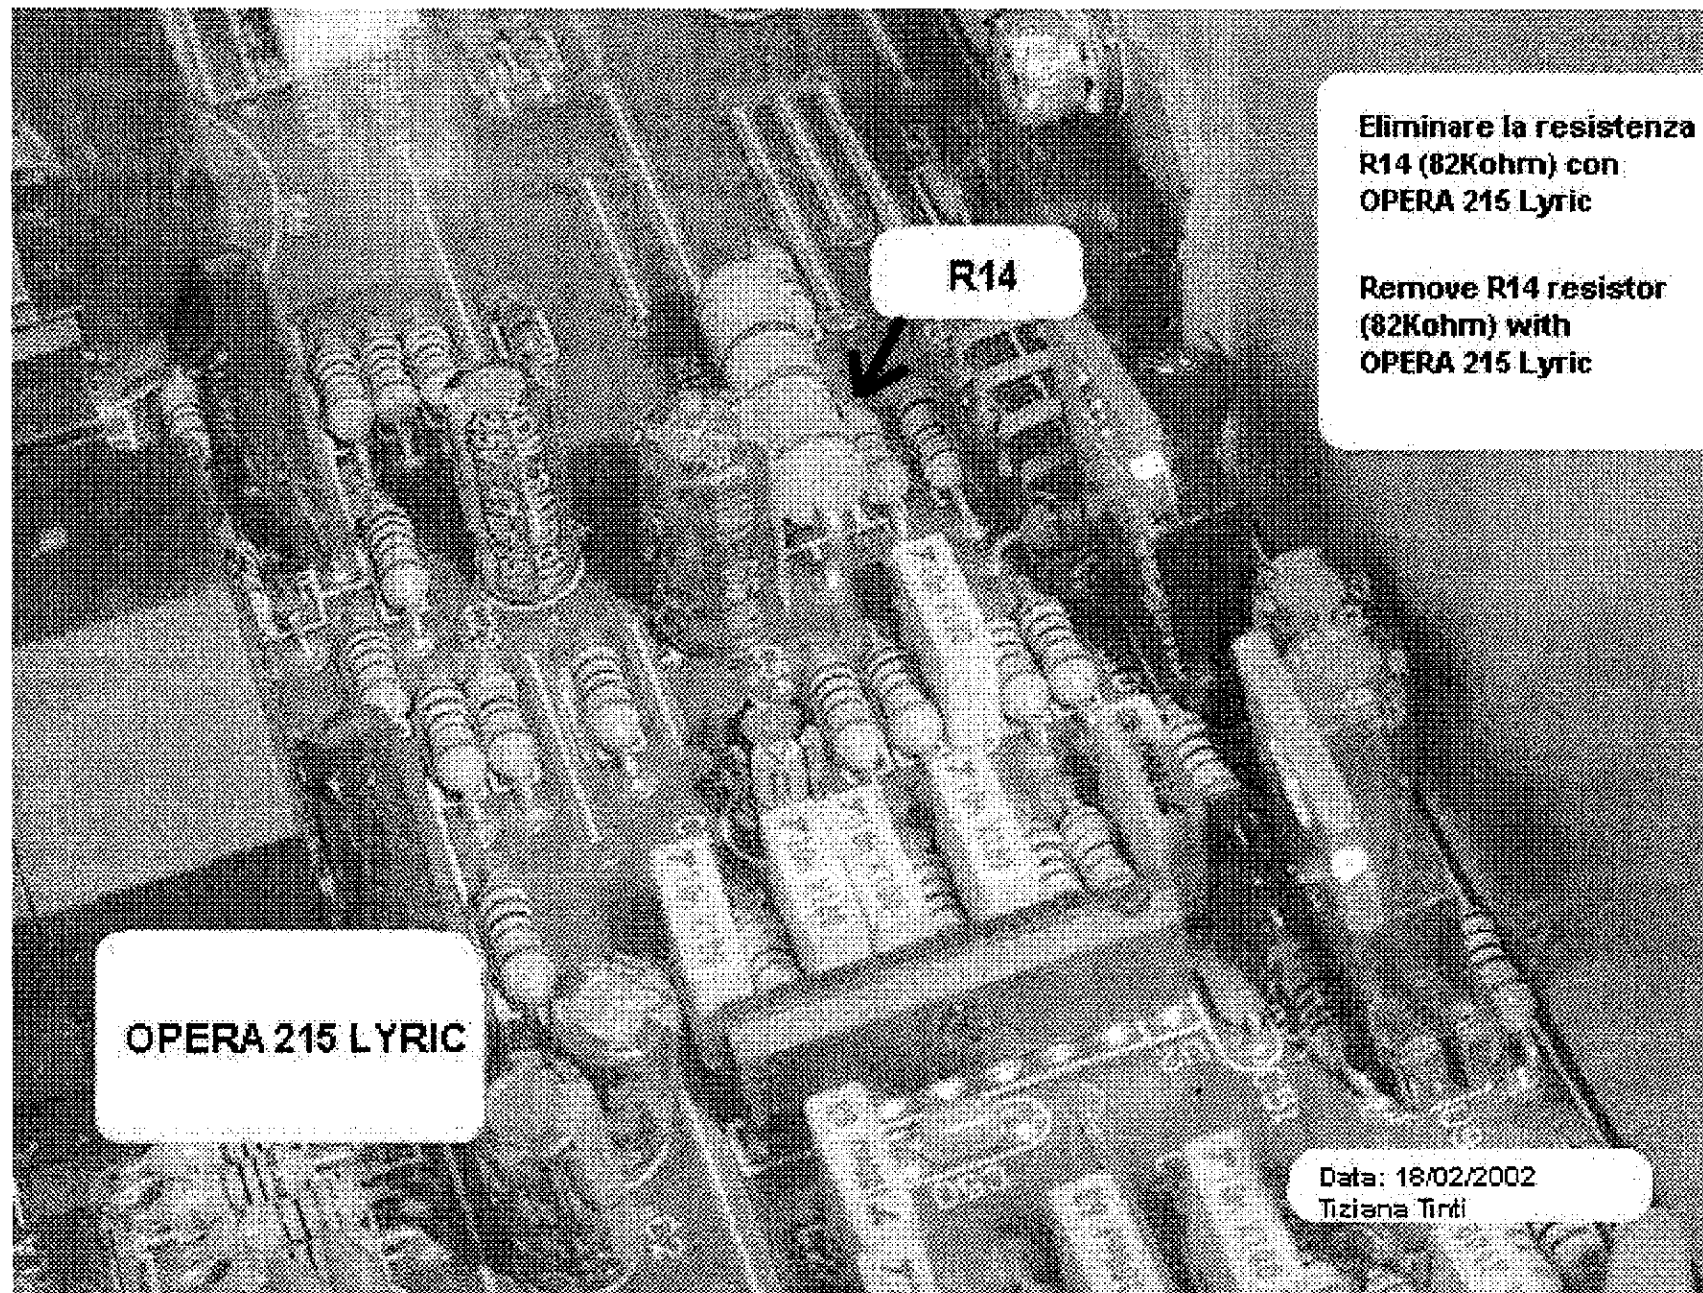 Eliminare la resistenza
R14 (82Kohm) con
OPERA 215 Lyric
R14
Remove R14 resistor
(82Kohm) with
OPERA 215 Lyric
OPERA 215 LYRIC
Data: 18/02/2002
Tiziana Tinti